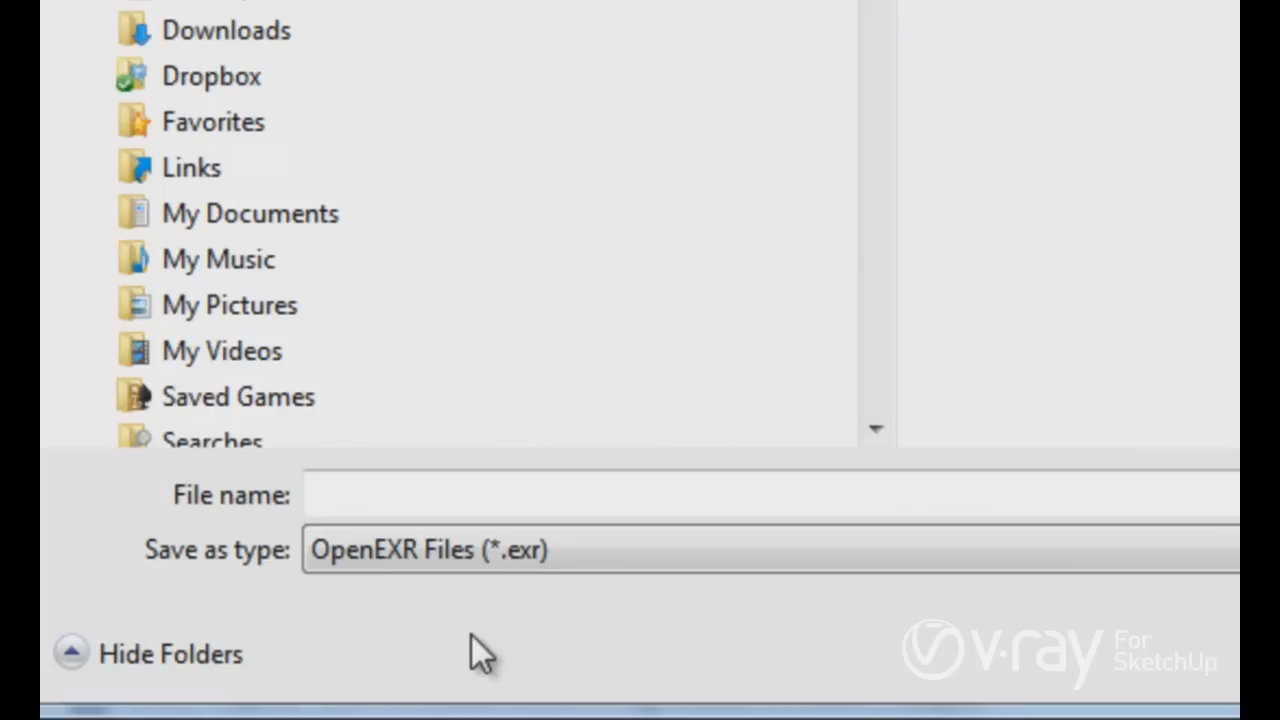 Downloads
Dropbox
Favorites
Links
My Documents
My Music
My Pictures
My Videos
Saved Games
Searches
File name:
Save as type: OpenEXR Files (*.exr)
Hide Folders
v·ray For SketchUp